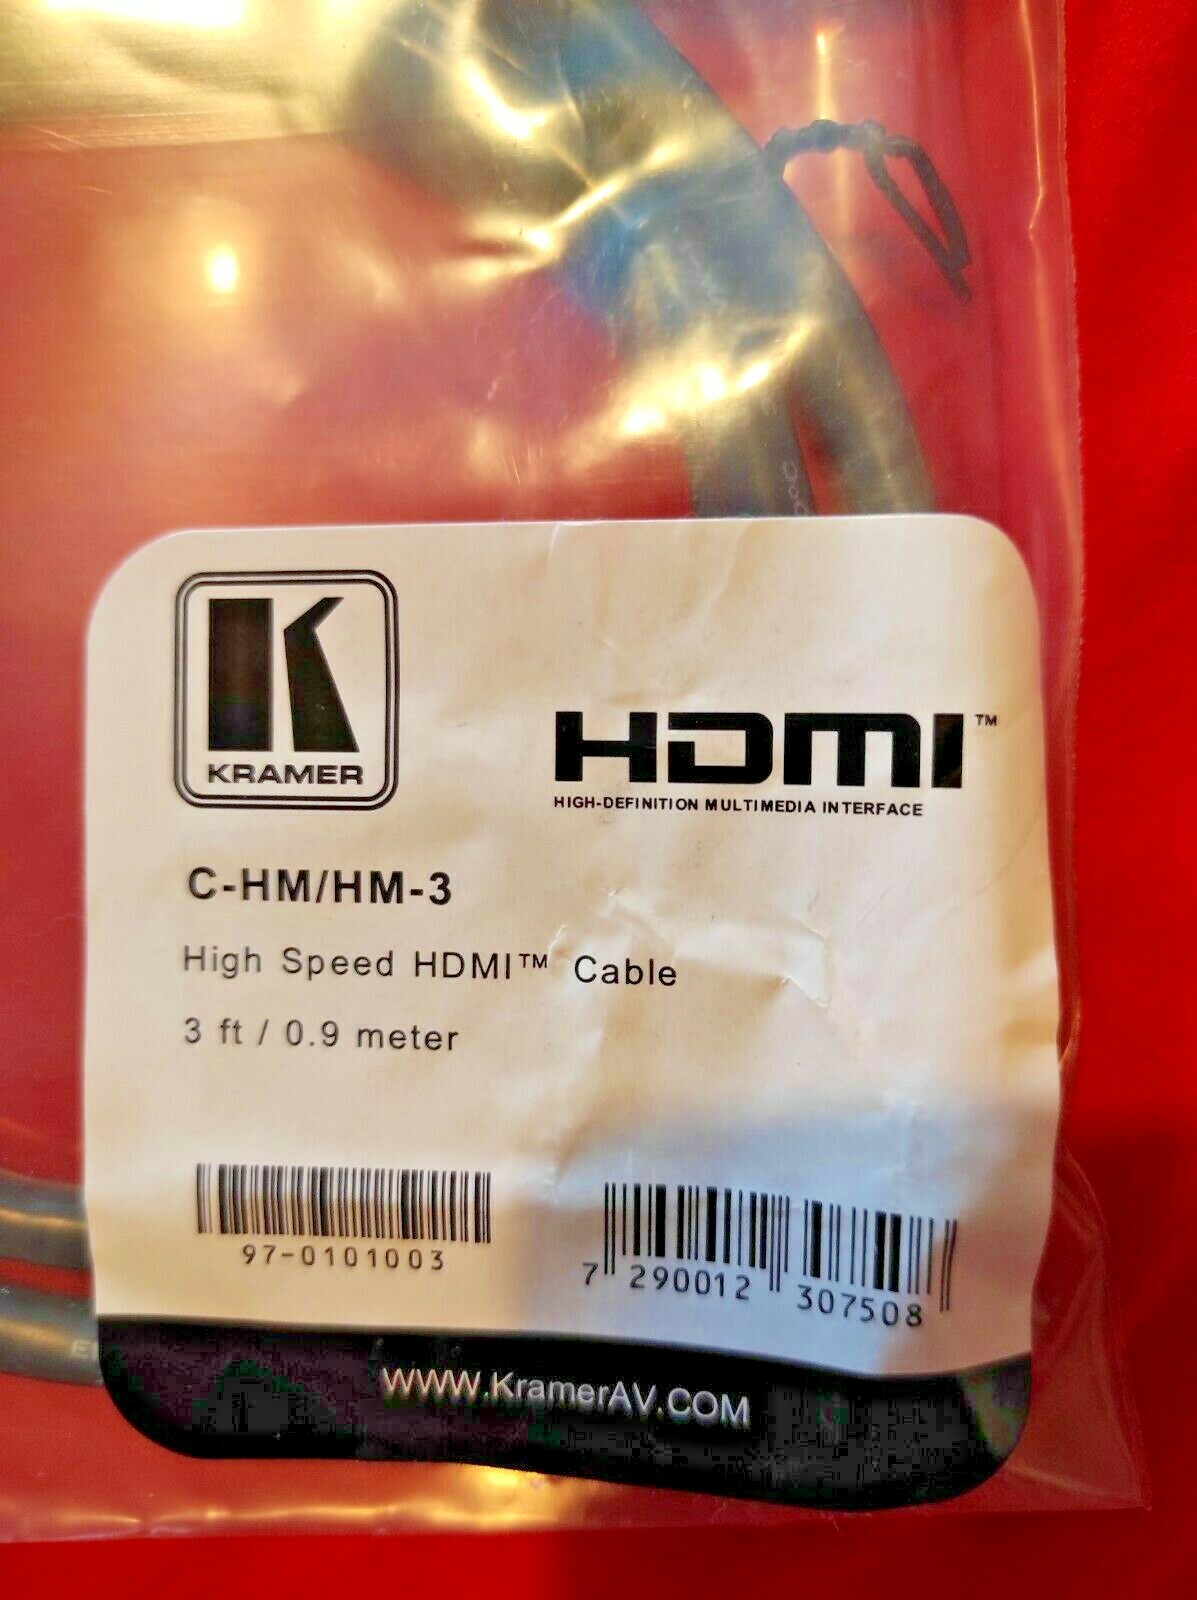 KRAMER
HDMI™
HIGH-DEFINITION MULTIMEDIA INTERFACE
C-HM/HM-3
High Speed HDMI™ Cable
3 ft / 0.9 meter
97-0101003
7 290012 307508
WWW.KramerAV.COM